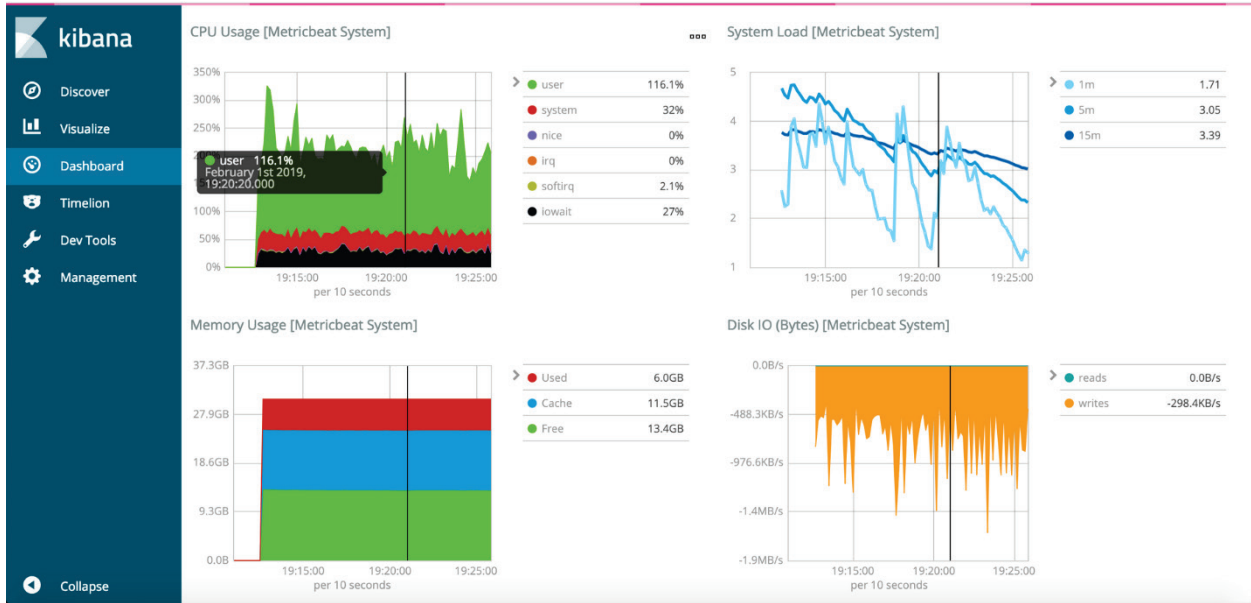 kibana
Discover
Visualize
Dashboard
Timelion
Dev Tools
Management
Collapse
CPU Usage [Metricbeat System]
350%
300%
250%
200%
100%
50%
0%
user 116.1%
February 1st 2019,
19:20:20.000
19:15:00 19:20:00 19:25:00
per 10 seconds
user 116.1%
system 32%
nice 0%
irq 0%
softirq 2.1%
iowait 27%
System Load [Metricbeat System]
5
4
3
2
1
19:15:00 19:20:00 19:25:00
per 10 seconds
1m 1.71
5m 3.05
15m 3.39
Memory Usage [Metricbeat System]
37.3GB
27.9GB
18.6GB
9.3GB
0.0B
19:15:00 19:20:00 19:25:00
per 10 seconds
Used 6.0GB
Cache 11.5GB
Free 13.4GB
Disk IO (Bytes) [Metricbeat System]
0.0B/s
-488.3KB/s
-976.6KB/s
-1.4MB/s
-1.9MB/s
19:15:00 19:20:00 19:25:00
per 10 seconds
reads 0.0B/s
writes -298.4KB/s